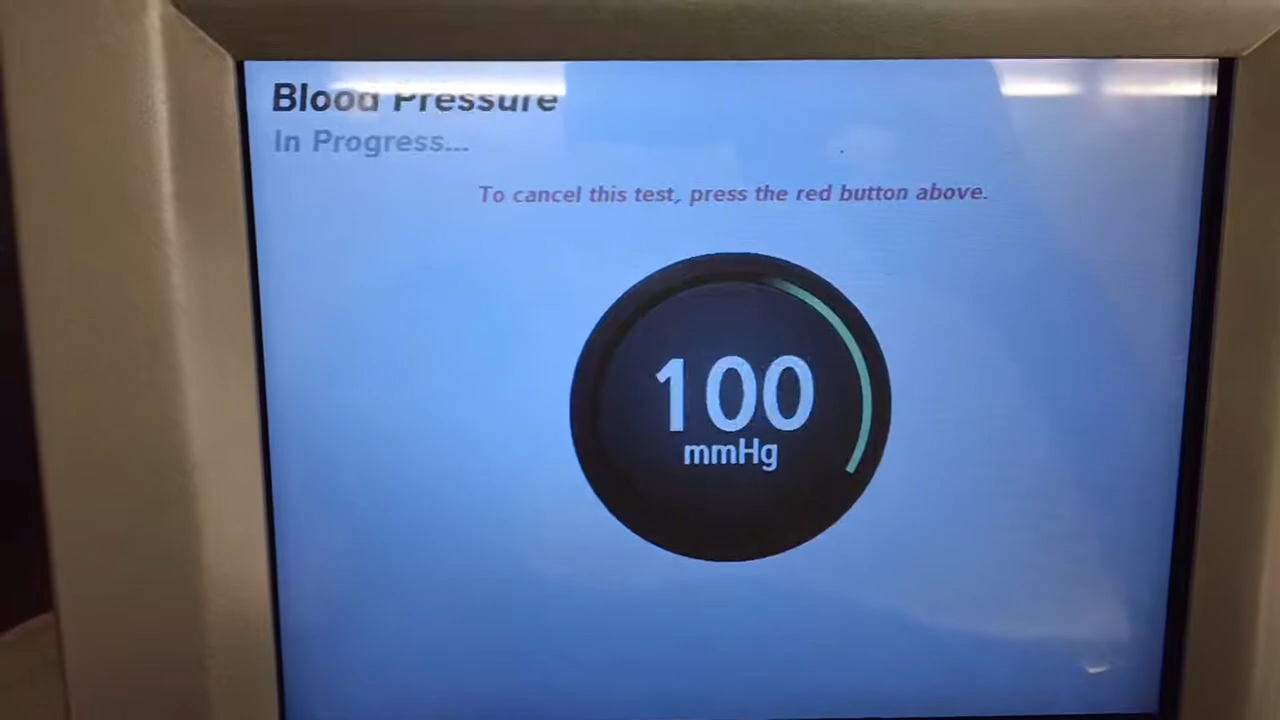 Blood Pressure
In Progress...
To cancel this test, press the red button above.
100
mmHg